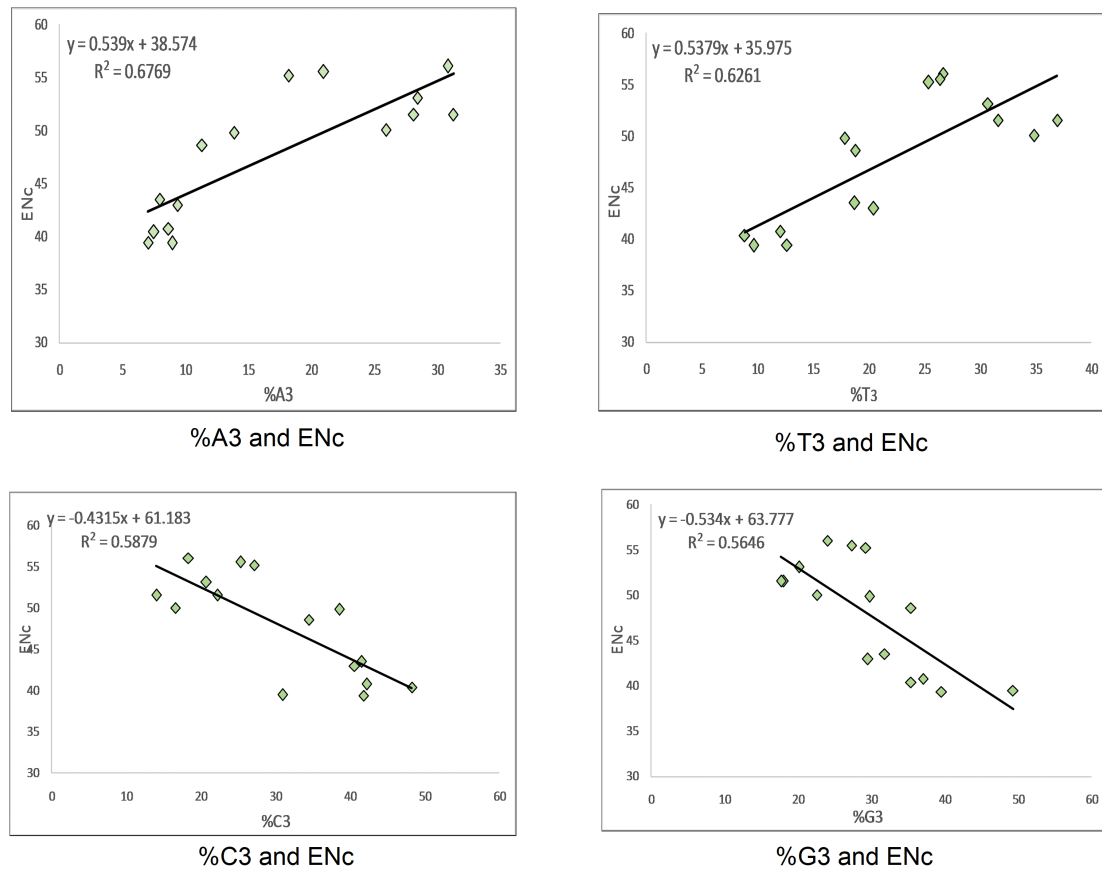 60
55
50
45
40
35
30
ENc
y = 0.539x + 38.574
R² = 0.6769
0 5 10 15 20 25 30 35
%A3
%A3 and ENc
60
55
50
45
40
35
30
ENc
y = 0.5379x + 35.975
R² = 0.6261
0 5 10 15 20 25 30 35 40
%T3
%T3 and ENc
60
55
50
45
40
35
30
ENc
y = -0.4315x + 61.183
R² = 0.5879
0 10 20 30 40 50 60
%C3
%C3 and ENc
60
55
50
45
40
35
30
ENc
y = -0.534x + 63.777
R² = 0.5646
0 10 20 30 40 50 60
%G3
%G3 and ENc